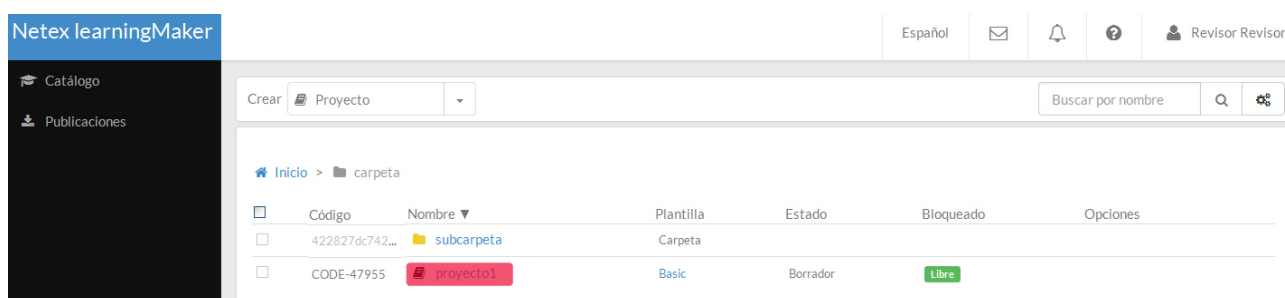 Netex learningMaker
Español
Revisor Revisor
Catálogo
Publicaciones
Crear Proyecto
Buscar por nombre
Inicio > carpeta
Código Nombre ▼ Plantilla Estado Bloqueado Opciones
422827dc742... subcarpeta Carpeta
CODE-47955 proyecto1 Basic Borrador Libre